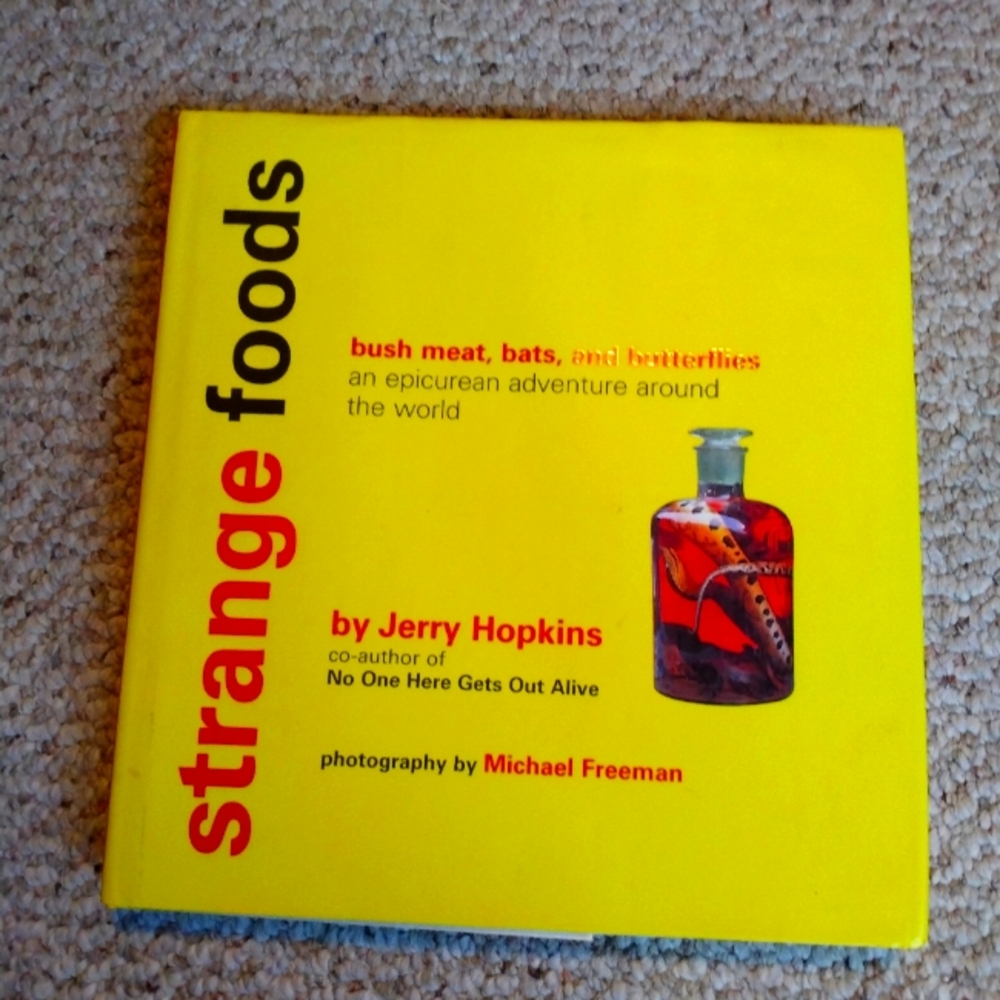 strange foods
bush meat, bats, and butterflies
an epicurean adventure around
the world
by Jerry Hopkins
co-author of
No One Here Gets Out Alive
photography by Michael Freeman